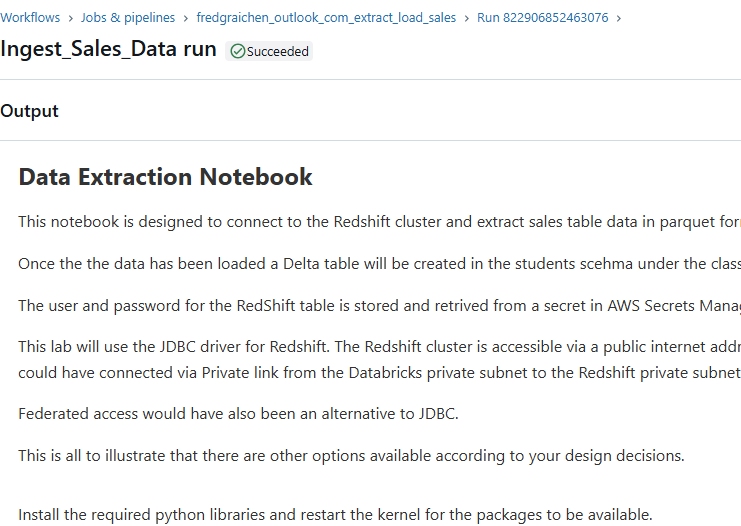 Workflows > Jobs & pipelines > fredgraichen_outlook_com_extract_load_sales > Run 822906852463076 >
Ingest_Sales_Data run Succeeded
Output
Data Extraction Notebook
This notebook is designed to connect to the Redshift cluster and extract sales table data in parquet for
Once the the data has been loaded a Delta table will be created in the students scehma under the class
The user and password for the RedShift table is stored and retrived from a secret in AWS Secrets Mana
This lab will use the JDBC driver for Redshift. The Redshift cluster is accessible via a public internet addr
could have connected via Private link from the Databricks private subnet to the Redshift private subnet
Federated access would have also been an alternative to JDBC.
This is all to illustrate that there are other options available according to your design decisions.
Install the required python libraries and restart the kernel for the packages to be available.